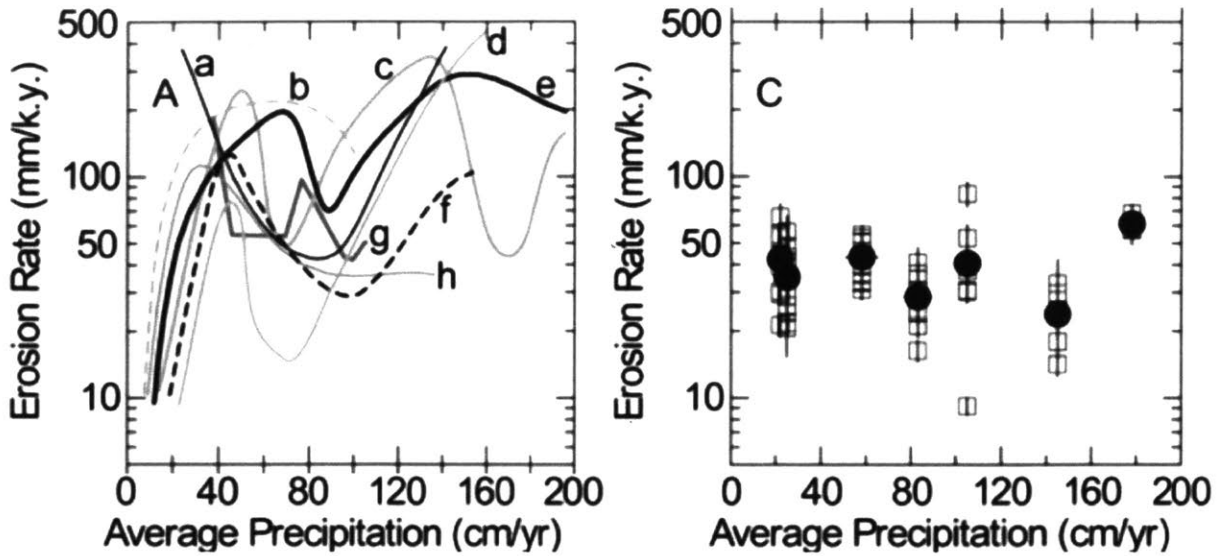 500
100
50
10
Erosion Rate (mm/k.y.)
A
a
b
c
d
e
f
g
h
0 40 80 120 160 200
Average Precipitation (cm/yr)
500
100
50
10
Erosion Rate (mm/k.y.)
C
0 40 80 120 160 200
Average Precipitation (cm/yr)